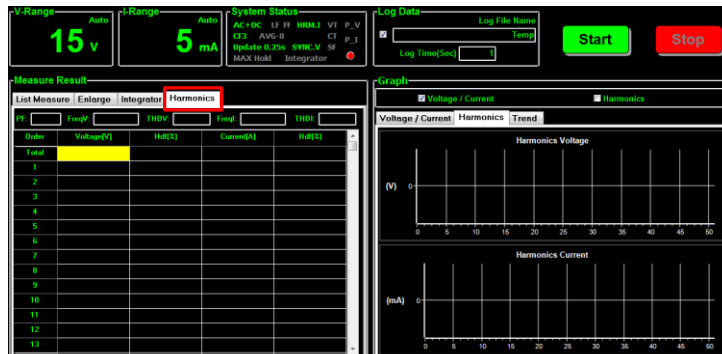 V-Range
Auto
15 V
I-Range
Auto
5 mA
System Status
AC+DC LF FF HRM.I VT P_V
CF3 AVG-8 CT P_I
Update 0.25s SYNC.V SF
MAX Hold Integrator
Log Data
Log File Name
Temp
Log Time(Sec) 1
Start
Stop
Measure Result
List Measure Enlarge Integrator Harmonics
PF: FreqV: THDV: FreqI: THDI:
Order Voltage[V] Hdf[%] Current[A] Hdf[%]
Total
1
2
3
4
5
6
7
8
9
10
11
12
13
Graph
Voltage / Current Harmonics
Voltage / Current Harmonics Trend
Harmonics Voltage
(V) 0
0 5 10 15 20 25 30 35 40 45 50
Harmonics Current
(mA) 0
0 5 10 15 20 25 30 35 40 45 50